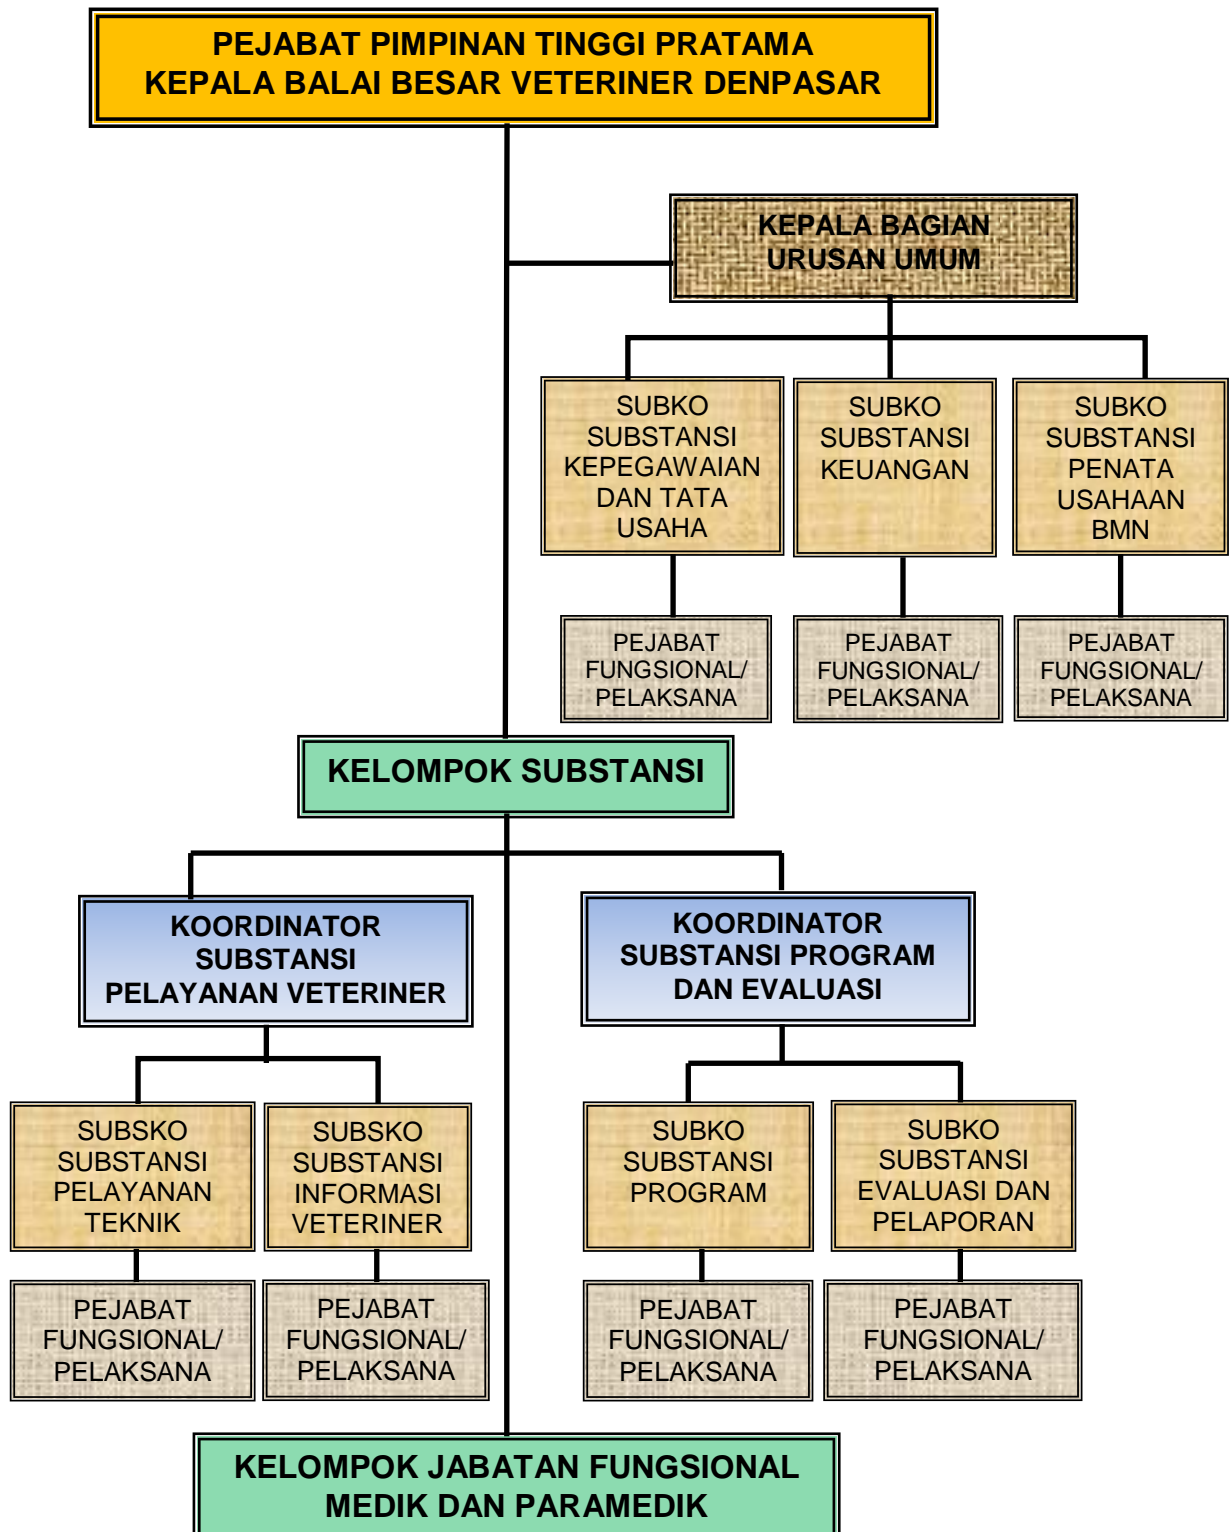 PEJABAT PIMPINAN TINGGI PRATAMA
KEPALA BALAI BESAR VETERINER DENPASAR
KEPALA BAGIAN
URUSAN UMUM
SUBKO
SUBSTANSI
KEPEGAWAIAN
DAN TATA
USAHA
SUBKO
SUBSTANSI
KEUANGAN
SUBKO
SUBSTANSI
PENATA
USAHAAN
BMN
PEJABAT
FUNGSIONAL/
PELAKSANA
PEJABAT
FUNGSIONAL/
PELAKSANA
PEJABAT
FUNGSIONAL/
PELAKSANA
KELOMPOK SUBSTANSI
KOORDINATOR
SUBSTANSI
PELAYANAN VETERINER
KOORDINATOR
SUBSTANSI PROGRAM
DAN EVALUASI
SUBSKO
SUBSTANSI
PELAYANAN
TEKNIK
SUBSKO
SUBSTANSI
INFORMASI
VETERINER
SUBKO
SUBSTANSI
PROGRAM
SUBKO
SUBSTANSI
EVALUASI DAN
PELAPORAN
PEJABAT
FUNGSIONAL/
PELAKSANA
PEJABAT
FUNGSIONAL/
PELAKSANA
PEJABAT
FUNGSIONAL/
PELAKSANA
PEJABAT
FUNGSIONAL/
PELAKSANA
KELOMPOK JABATAN FUNGSIONAL
MEDIK DAN PARAMEDIK